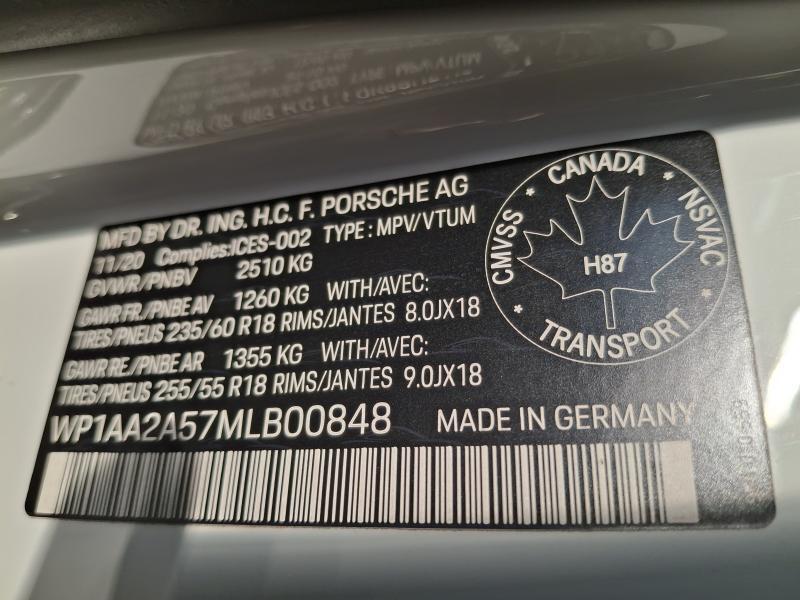 MFD BY DR. ING. H.C. F. PORSCHE AG
11/20 Complies:ICES-002 TYPE : MPV/VTUM
GVWR/PNBV 2510 KG
GAWR FR./PNBE AV 1260 KG WITH/AVEC:
TIRES/PNEUS 235/60 R18 RIMS/JANTES 8.0JX18
GAWR RE./PNBE AR 1355 KG WITH/AVEC:
TIRES/PNEUS 255/55 R18 RIMS/JANTES 9.0JX18
WP1AA2A57MLB00848 MADE IN GERMANY
CANADA
CMVSS
NSVAC
H87
TRANSPORT